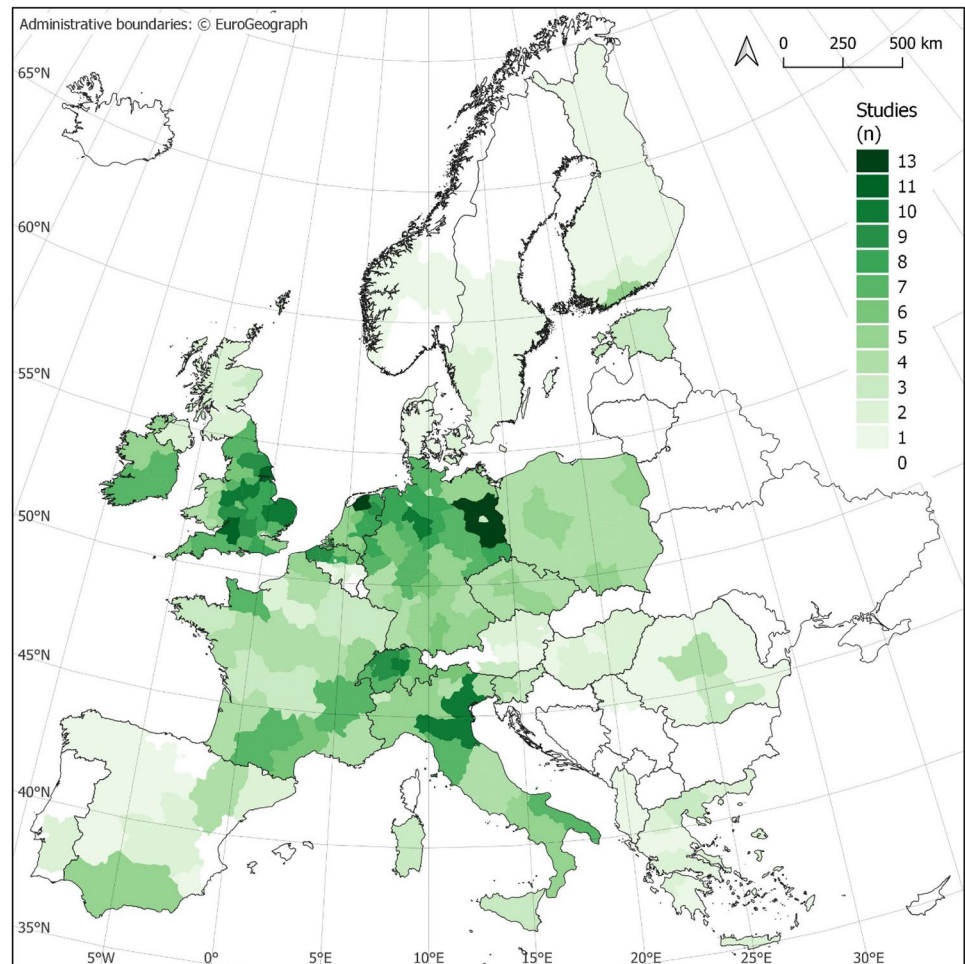 Administrative boundaries: © EuroGeograph
0 250 500 km
Studies
(n)
13
11
10
9
8
7
6
5
4
3
2
1
0
65°N
60°N
55°N
50°N
45°N
40°N
35°N
5°W 0° 5°E 10°E 15°E 20°E 25°E 30°E